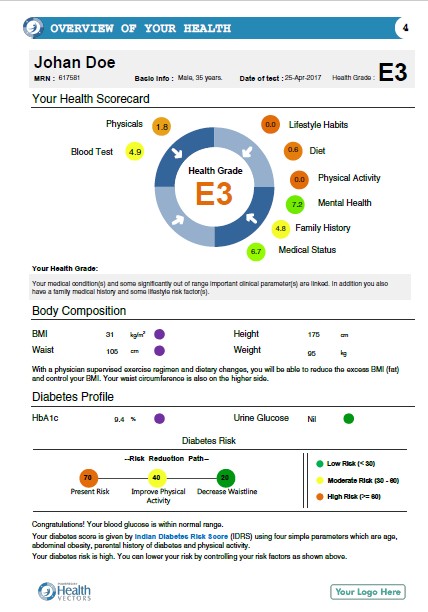 OVERVIEW OF YOUR HEALTH 4
Johan Doe
MRN : 617581 Basic Info : Male, 35 years. Date of test : 25-Apr-2017 Health Grade : E3
Your Health Scorecard
Physicals 1.8
0.0 Lifestyle Habits
Blood Test 4.9
0.6 Diet
Health Grade
E3
0.0 Physical Activity
7.2 Mental Health
4.8 Family History
6.7 Medical Status
Your Health Grade:
Your medical condition(s) and some significantly out of range important clinical parameter(s) are linked. In addition you also
have a family medical history and some lifestyle risk factor(s).
Body Composition
BMI 31 kg/m² Height 175 cm
Waist 105 cm Weight 95 kg
With a physician supervised exercise regimen and dietary changes, you will be able to reduce the excess BMI (fat)
and control your BMI. Your waist circumference is also on the higher side.
Diabetes Profile
HbA1c 9.4 % Urine Glucose Nil
Diabetes Risk
--Risk Reduction Path--
70 40 20
Present Risk Improve Physical Activity Decrease Waistline
Low Risk (< 30)
Moderate Risk (30 - 60)
High Risk (>= 60)
Congratulations! Your blood glucose is within normal range.
Your diabetes score is given by Indian Diabetes Risk Score (IDRS) using four simple parameters which are age,
abdominal obesity, parental history of diabetes and physical activity.
Your diabetes risk is high. You can lower your risk by controlling your risk factors as shown above.
Health
VECTORS
Your Logo Here